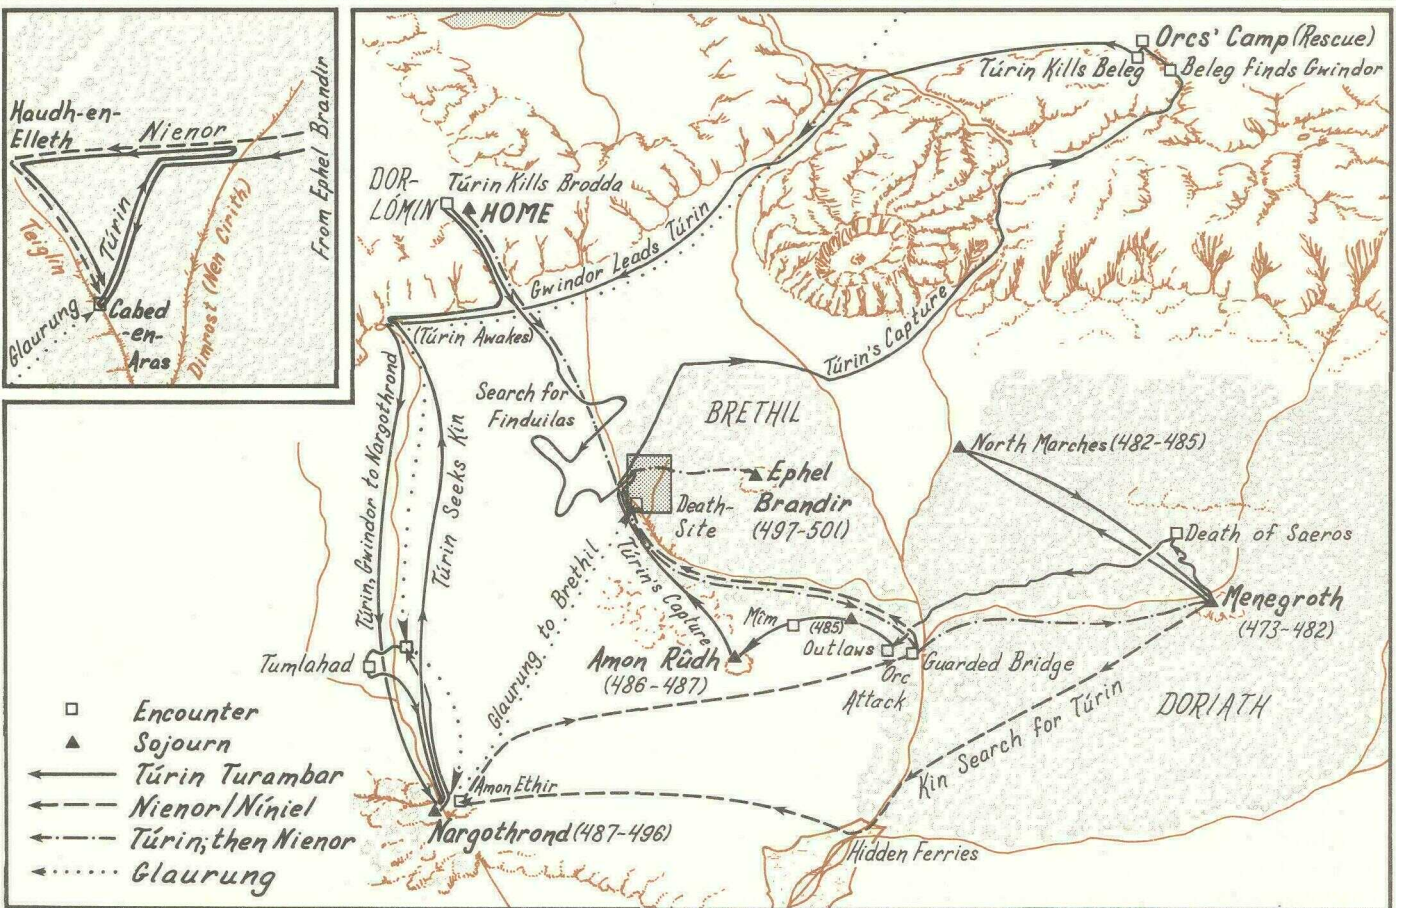 Haudh-en-
Elleth
Nienor
From Ephel Brandir
Túrin
Teiglin
Dimrost (Nen Girith)
Glaurung
Cabed
-en-
Aras
Orcs' Camp (Rescue)
Túrin Kills Beleg
Beleg finds Gwindor
DOR-
LÓMIN
Túrin Kills Brodda
HOME
Gwindor Leads Túrin
(Túrin Awakes)
Túrin's Capture
Search for
Finduilas
BRETHIL
North Marches (482-485)
Túrin, Gwindor to Nargothrond
Túrin Seeks Kin
Ephel
Brandir
(497-501)
Death-
Site
Death of Saeros
Túrin's Capture
Glaurung to Brethil
Menegroth
(473-482)
Mîm
(485)
Outlaws
Amon Rûdh
(486-487)
Orc
Attack
Guarded Bridge
Tumlahad
DORIATH
Kin Search for Túrin
Amon Ethir
Nargothrond (487-496)
Hidden Ferries
Encounter
Sojourn
Túrin Turambar
Nienor/Níniel
Túrin; then Nienor
Glaurung